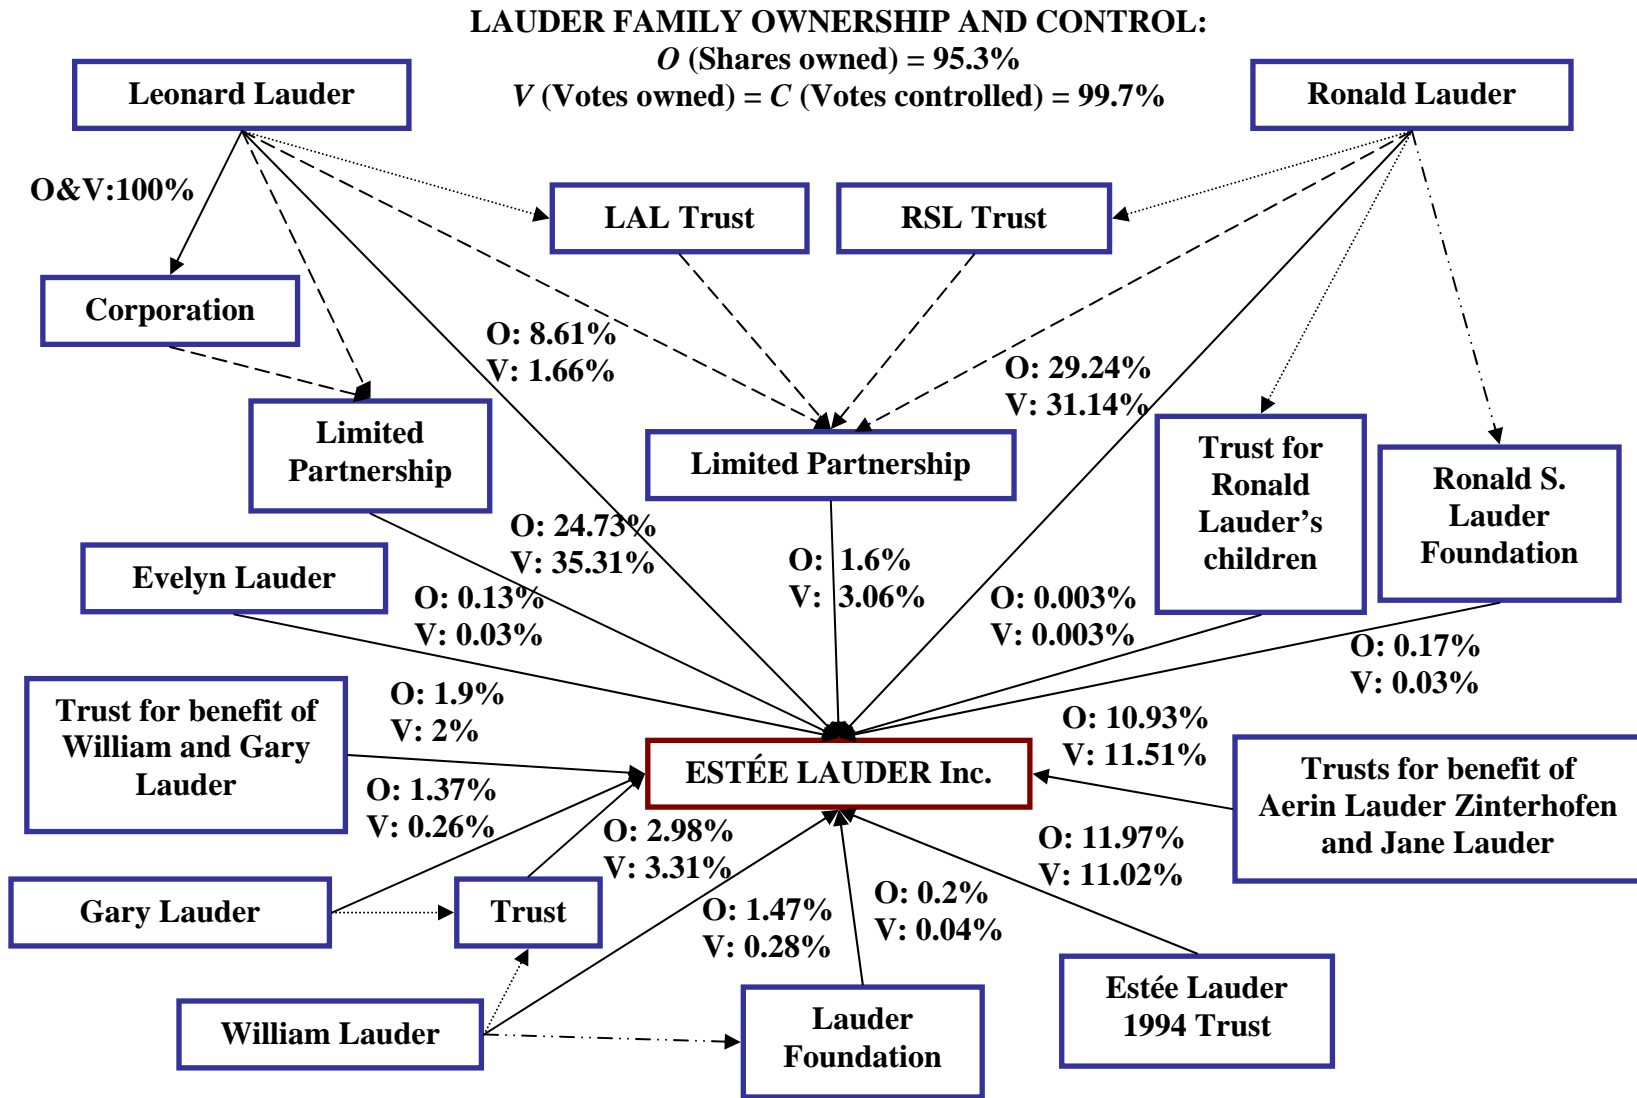 LAUDER FAMILY OWNERSHIP AND CONTROL:
O (Shares owned) = 95.3%
V (Votes owned) = C (Votes controlled) = 99.7%
Leonard Lauder
Ronald Lauder
O&V:100%
LAL Trust
RSL Trust
Corporation
O: 8.61%
V: 1.66%
O: 29.24%
V: 31.14%
Limited
Partnership
Limited Partnership
Trust for
Ronald
Lauder's
children
Ronald S.
Lauder
Foundation
O: 24.73%
V: 35.31%
Evelyn Lauder
O: 1.6%
V: 3.06%
O: 0.13%
V: 0.03%
O: 0.003%
V: 0.003%
O: 0.17%
V: 0.03%
Trust for benefit of
William and Gary
Lauder
O: 1.9%
V: 2%
O: 10.93%
V: 11.51%
ESTÉE LAUDER Inc.
Trusts for benefit of
Aerin Lauder Zinterhofen
and Jane Lauder
O: 1.37%
V: 0.26%
O: 2.98%
V: 3.31%
O: 11.97%
V: 11.02%
Gary Lauder
Trust
O: 1.47%
V: 0.28%
O: 0.2%
V: 0.04%
William Lauder
Lauder
Foundation
Estée Lauder
1994 Trust